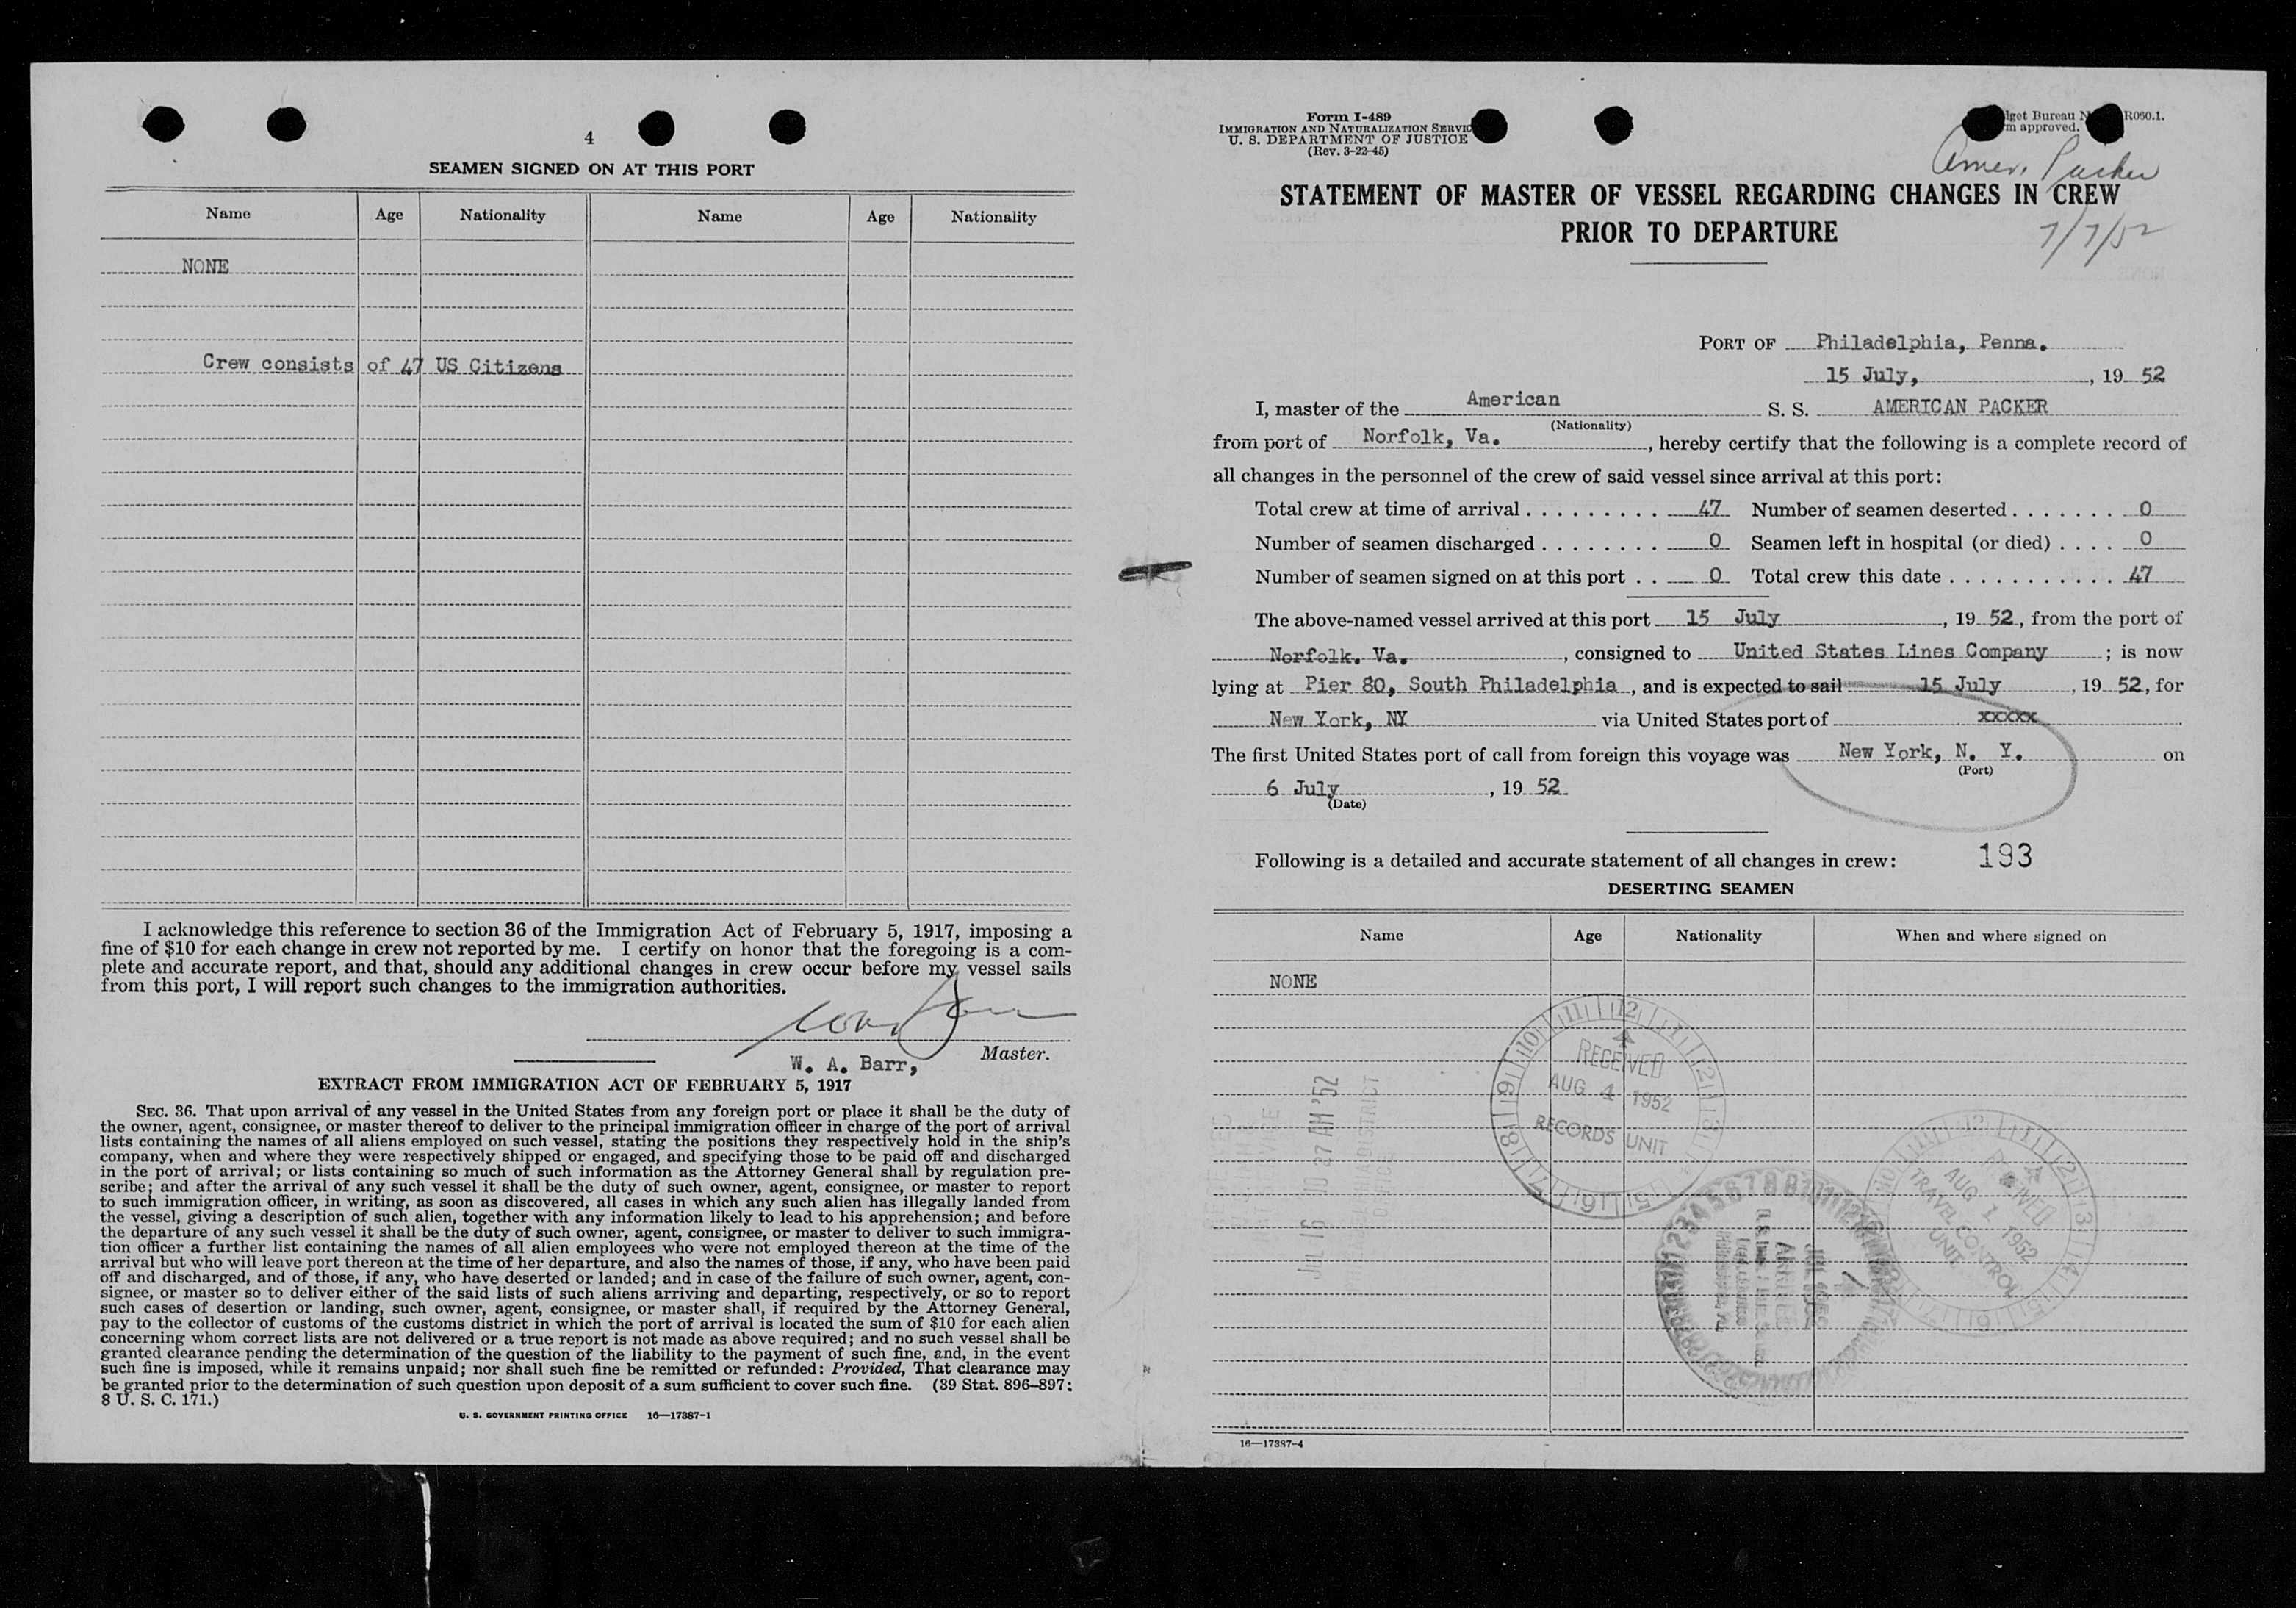 4
SEAMEN SIGNED ON AT THIS PORT
Name Age Nationality Name Age Nationality
NONE
Crew consists of 47 US Citizens
I acknowledge this reference to section 36 of the Immigration Act of February 5, 1917, imposing a
fine of $10 for each change in crew not reported by me. I certify on honor that the foregoing is a com-
plete and accurate report, and that, should any additional changes in crew occur before my vessel sails
from this port, I will report such changes to the immigration authorities.
W. A. Barr, Master.
EXTRACT FROM IMMIGRATION ACT OF FEBRUARY 5, 1917
SEC. 36. That upon arrival of any vessel in the United States from any foreign port or place it shall be the duty of
the owner, agent, consignee, or master thereof to deliver to the principal immigration officer in charge of the port of arrival
lists containing the names of all aliens employed on such vessel, stating the positions they respectively hold in the ship's
company, when and where they were respectively shipped or engaged, and specifying those to be paid off and discharged
in the port of arrival; or lists containing so much of such information as the Attorney General shall by regulation pre-
scribe; and after the arrival of any such vessel it shall be the duty of such owner, agent, consignee, or master to report
to such immigration officer, in writing, as soon as discovered, all cases in which any such alien has illegally landed from
the vessel, giving a description of such alien, together with any information likely to lead to his apprehension; and before
the departure of any such vessel it shall be the duty of such owner, agent, consignee, or master to deliver to such immigra-
tion officer a further list containing the names of all alien employees who were not employed thereon at the time of the
arrival but who will leave port thereon at the time of her departure, and also the names of those, if any, who have been paid
off and discharged, and of those, if any, who have deserted or landed; and in case of the failure of such owner, agent, con-
signee, or master so to deliver either of the said lists of such aliens arriving and departing, respectively, or so to report
such cases of desertion or landing, such owner, agent, consignee, or master shall, if required by the Attorney General,
pay to the collector of customs of the customs district in which the port of arrival is located the sum of $10 for each alien
concerning whom correct lists are not delivered or a true report is not made as above required; and no such vessel shall be
granted clearance pending the determination of the question of the liability to the payment of such fine, and, in the event
such fine is imposed, while it remains unpaid; nor shall such fine be remitted or refunded: Provided, That clearance may
be granted prior to the determination of such question upon deposit of a sum sufficient to cover such fine. (39 Stat. 896–897;
8 U. S. C. 171.)
U. S. GOVERNMENT PRINTING OFFICE 16—17387-1
Form I-489
IMMIGRATION AND NATURALIZATION SERVIC
U. S. DEPARTMENT OF JUSTICE
(Rev. 3-22-45)
get Bureau N R060.1.
m approved.
Amer. Packer
STATEMENT OF MASTER OF VESSEL REGARDING CHANGES IN CREW
PRIOR TO DEPARTURE
7/7/52
PORT OF Philadelphia, Penna.
15 July, , 19 52
I, master of the American S. S. AMERICAN PACKER
(Nationality)
from port of Norfolk, Va. , hereby certify that the following is a complete record of
all changes in the personnel of the crew of said vessel since arrival at this port:
Total crew at time of arrival . . . . . . . . . 47 Number of seamen deserted . . . . . . . 0
Number of seamen discharged . . . . . . . . 0 Seamen left in hospital (or died) . . . . 0
Number of seamen signed on at this port . . 0 Total crew this date . . . . . . . . . . . 47
The above-named vessel arrived at this port 15 July , 19 52, from the port of
Norfolk. Va. , consigned to United States Lines Company ; is now
lying at Pier 80, South Philadelphia , and is expected to sail 15 July , 19 52, for
New York, NY via United States port of xxxxx
The first United States port of call from foreign this voyage was New York, N. Y. on
(Port)
6 July , 19 52
(Date)
Following is a detailed and accurate statement of all changes in crew: 193
DESERTING SEAMEN
Name Age Nationality When and where signed on
NONE
RECEIVED
AUG 4 1952
RECORDS UNIT
JUL 16 10 37 AM '52
RECEIVED
AUG 1 1952
TRAVEL CONTROL
UNIT
16—17387-4